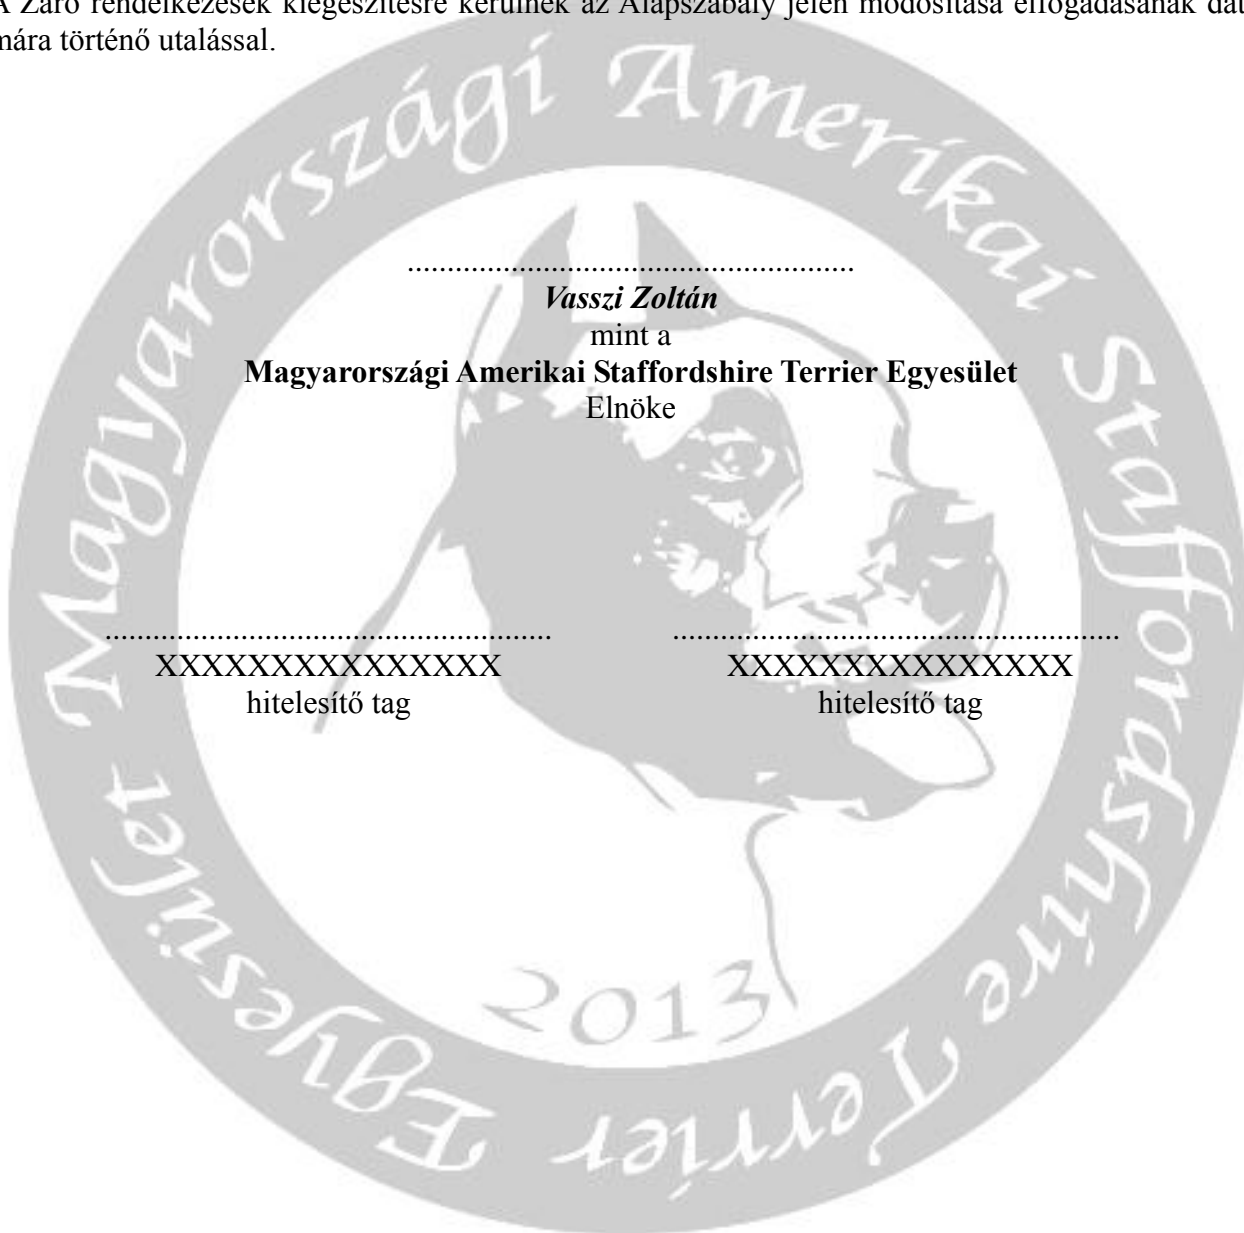 A Záró rendelkezések kiegészítésre kerülnek az Alapszabály jelen módosítása elfogadásának dát
mára történő utalással.
Magyarországi Amerikai Staffordshire Terrier Egyesület
........................................................
Vasszi Zoltán
mint a
Magyarországi Amerikai Staffordshire Terrier Egyesület
Elnöke
........................................................ ........................................................
XXXXXXXXXXXXXXX XXXXXXXXXXXXXXX
hitelesítő tag hitelesítő tag
2013